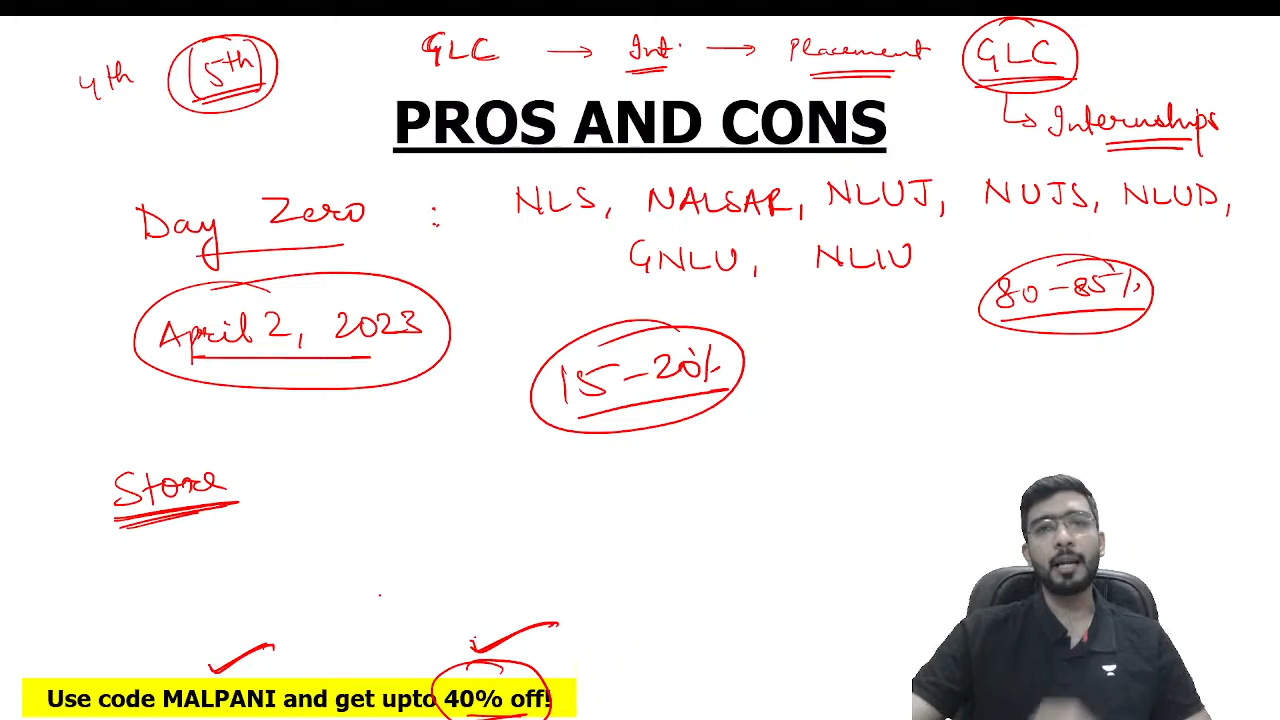 4th (5th) GLC → Int. → Placement GLC
↳ Internships
PROS AND CONS
Day Zero : NLS, NALSAR, NLUJ, NUJS, NLUD,
GNLU, NLIU
80-85%
April 2, 2023
15-20%
Store
Use code MALPANI and get upto 40% off!